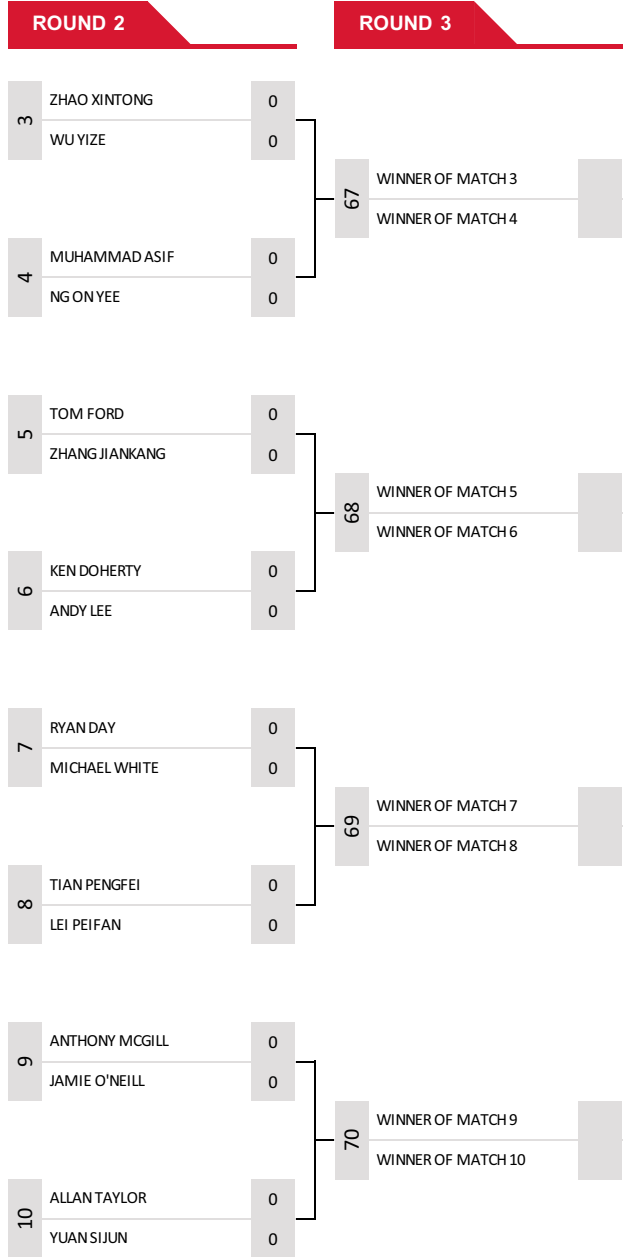 ROUND 2
ROUND 3
3
ZHAO XINTONG 0
WU YIZE 0
67
WINNER OF MATCH 3
WINNER OF MATCH 4
4
MUHAMMAD ASIF 0
NG ON YEE 0
5
TOM FORD 0
ZHANG JIANKANG 0
68
WINNER OF MATCH 5
WINNER OF MATCH 6
6
KEN DOHERTY 0
ANDY LEE 0
7
RYAN DAY 0
MICHAEL WHITE 0
69
WINNER OF MATCH 7
WINNER OF MATCH 8
8
TIAN PENGFEI 0
LEI PEIFAN 0
9
ANTHONY MCGILL 0
JAMIE O'NEILL 0
70
WINNER OF MATCH 9
WINNER OF MATCH 10
10
ALLAN TAYLOR 0
YUAN SIJUN 0